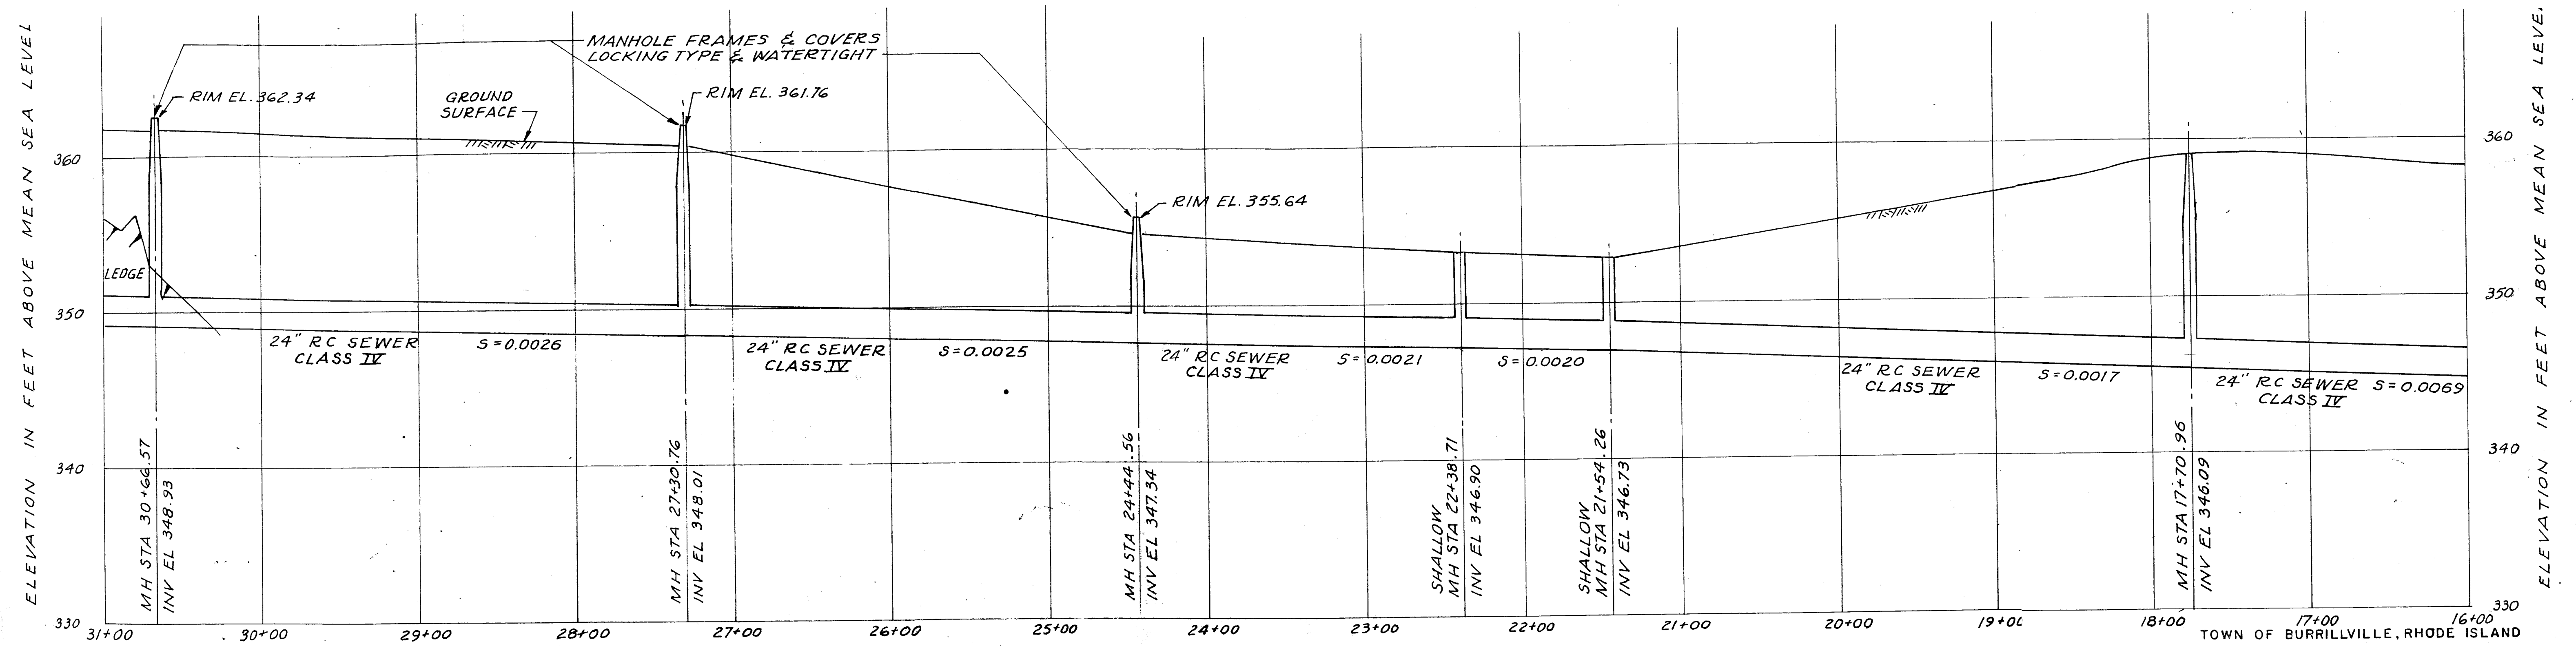 ELEVATION IN FEET ABOVE MEAN SEA LEVEL
MANHOLE FRAMES & COVERS
LOCKING TYPE & WATERTIGHT
RIM EL. 362.34
GROUND
SURFACE
RIM EL. 361.76
RIM EL. 355.64
360
350
340
330
LEDGE
24" RC SEWER S=0.0026
CLASS IV
24" RC SEWER S=0.0025
CLASS IV
24" RC SEWER S=0.0021
CLASS IV
S=0.0020
24" RC SEWER S=0.0017
CLASS IV
24" RC SEWER S=0.0069
CLASS IV
MH STA 30+66.57
INV EL 348.93
MH STA 27+30.76
INV EL 348.01
MH STA 24+44.56
INV EL 347.34
SHALLOW
MH STA 22+38.71
INV EL 346.90
SHALLOW
MH STA 21+54.26
INV EL 346.73
MH STA 17+70.96
INV EL 346.09
360
350
340
330
ELEVATION IN FEET ABOVE MEAN SEA LEVEL
31+00 30+00 29+00 28+00 27+00 26+00 25+00 24+00 23+00 22+00 21+00 20+00 19+00 18+00 17+00 16+00
TOWN OF BURRILLVILLE, RHODE ISLAND